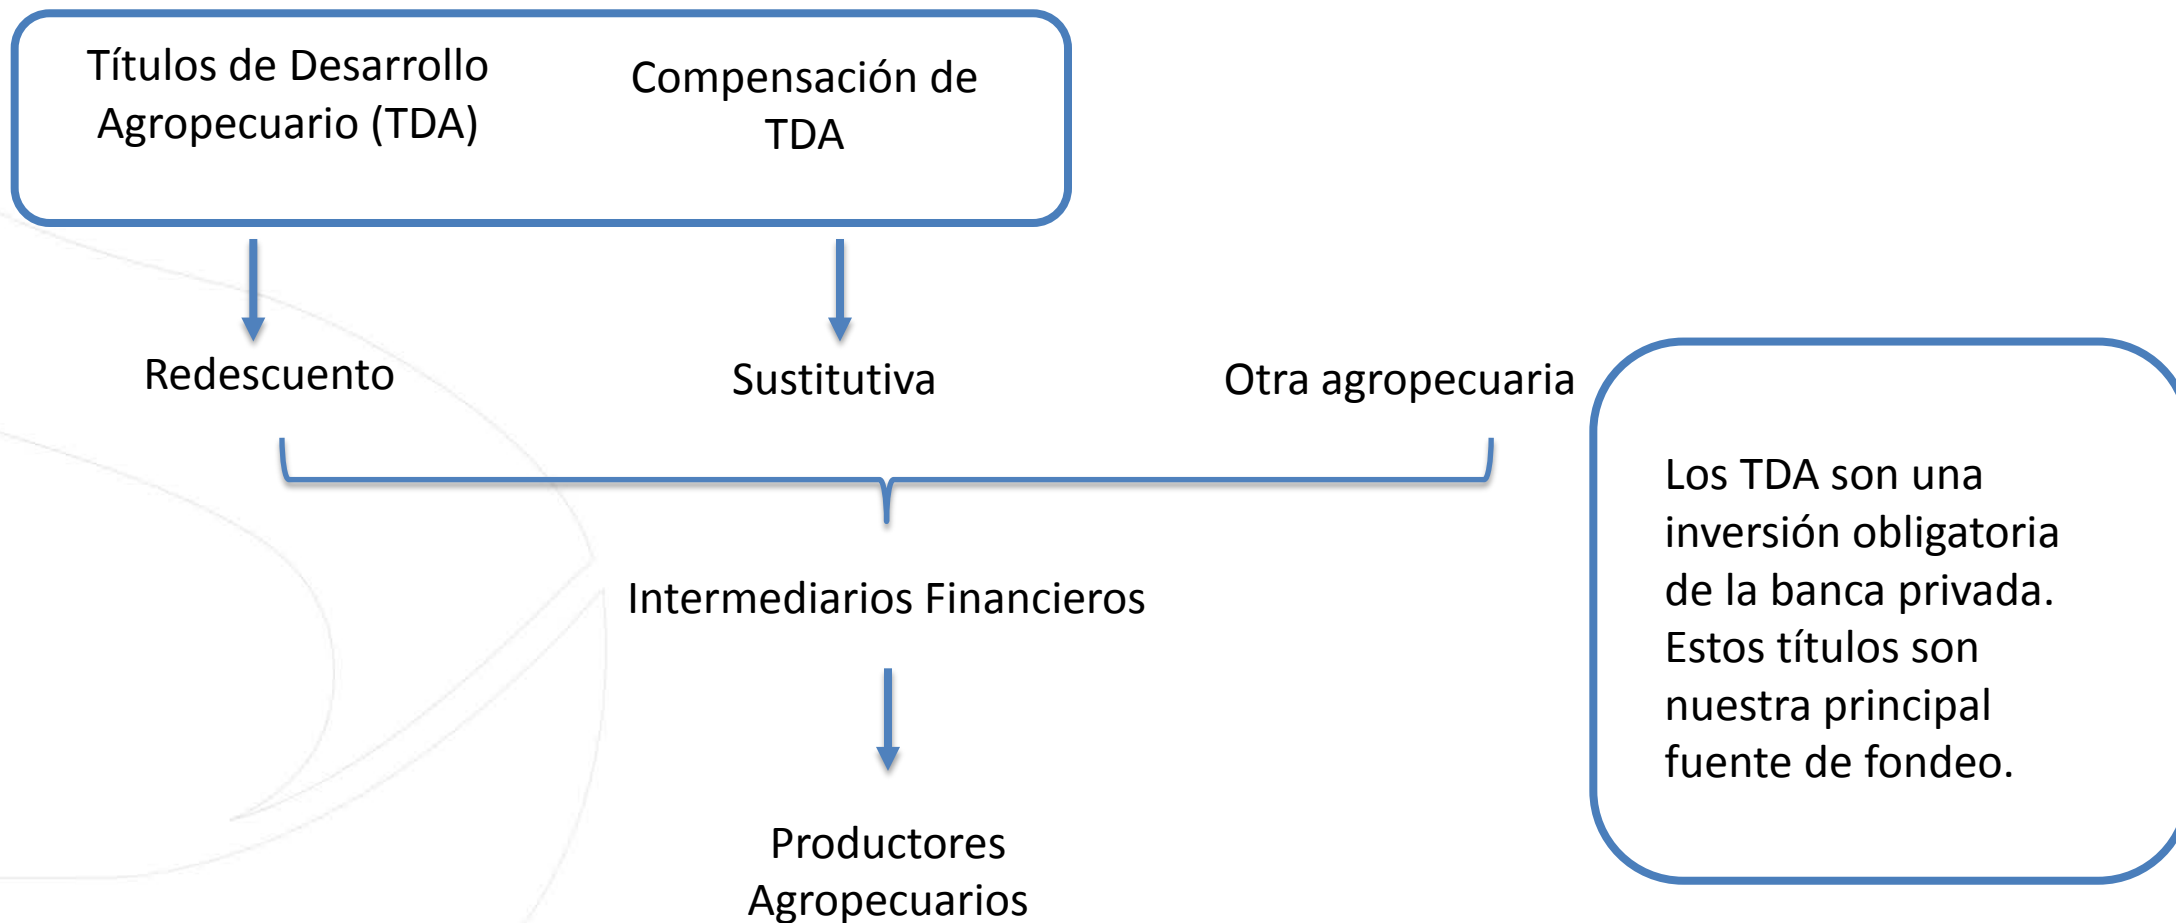 Títulos de Desarrollo
Agropecuario (TDA)
Compensación de
TDA
Redescuento
Sustitutiva
Otra agropecuaria
Intermediarios Financieros
Productores
Agropecuarios
Los TDA son una
inversión obligatoria
de la banca privada.
Estos títulos son
nuestra principal
fuente de fondeo.